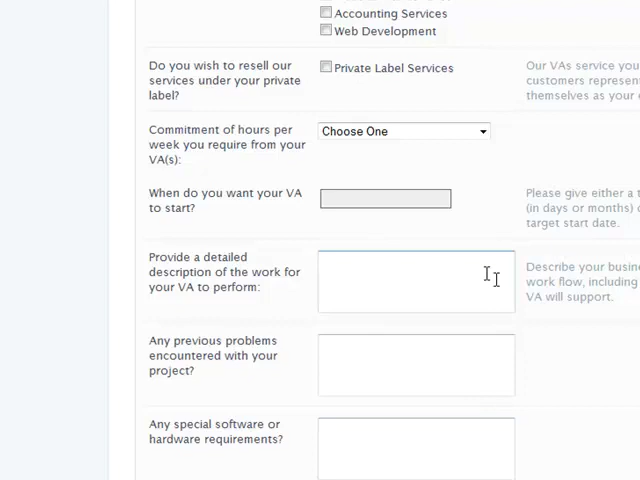 Accounting Services
Web Development
Do you wish to resell our
services under your private
label?
Private Label Services
Our VAs service you
customers represen
themselves as your
Commitment of hours per
week you require from your
VA(s):
Choose One
When do you want your VA
to start?
Please give either a t
(in days or months)
target start date.
Provide a detailed
description of the work for
your VA to perform:
Describe your busin
work flow, including
VA will support.
Any previous problems
encountered with your
project?
Any special software or
hardware requirements?